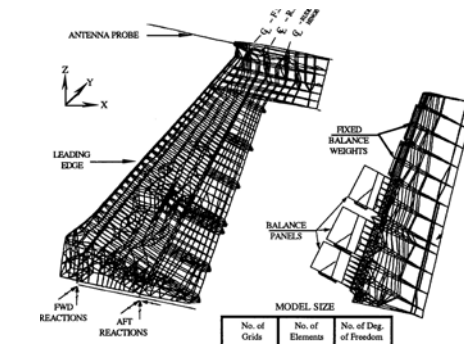 ANTENNA PROBE
Z
Y
X
LEADING
EDGE
FIXED
BALANCE
WEIGHTS
BALANCE
PANELS
FWD
REACTIONS
AFT
REACTIONS
MODEL SIZE
No. of
Grids
No. of
Elements
No. of Deg.
of Freedom